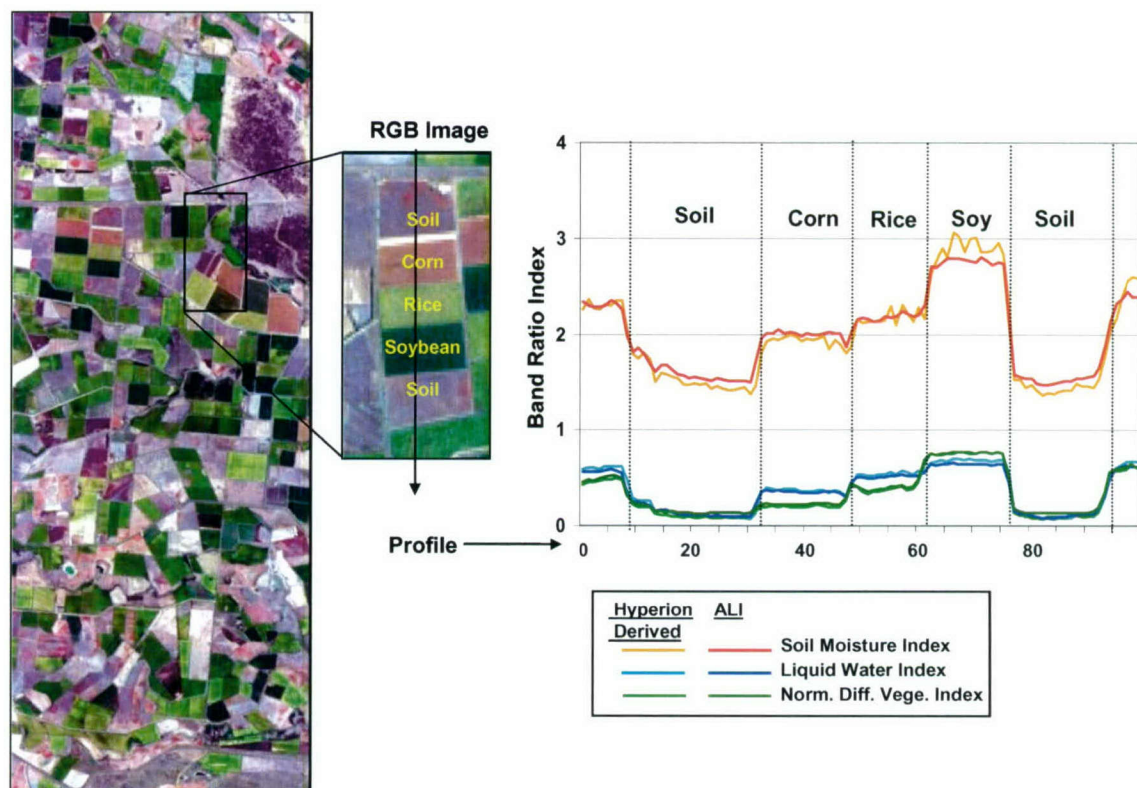 RGB Image
Soil
Corn
Rice
Soybean
Soil
Profile
Band Ratio Index
4
3
2
1
0
Soil Corn Rice Soy Soil
0 20 40 60 80
Hyperion ALI
Derived
Soil Moisture Index
Liquid Water Index
Norm. Diff. Vege. Index